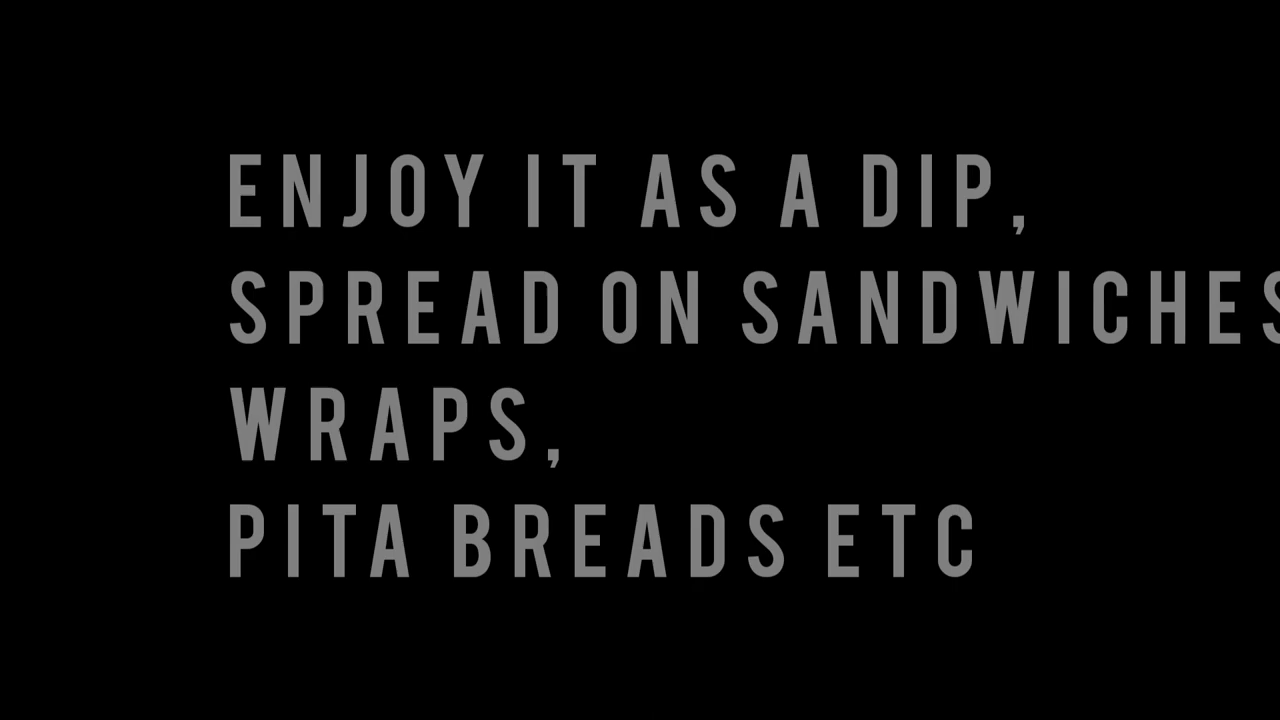 ENJOY IT AS A DIP,
SPREAD ON SANDWICHES
WRAPS,
PITA BREADS ETC